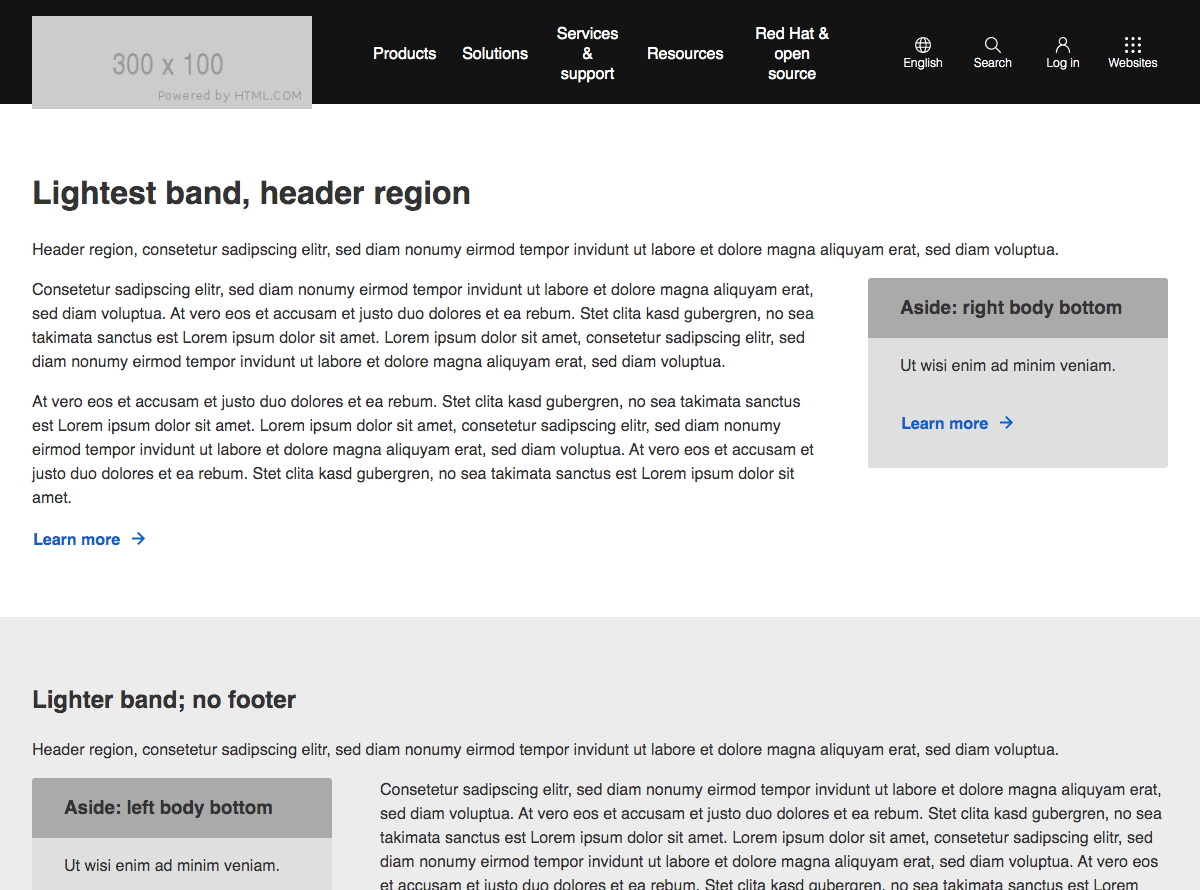 300 x 100
Powered by HTML.COM
Products
Solutions
Services
&
support
Resources
Red Hat &
open
source
English
Search
Log in
Websites
Lightest band, header region
Header region, consetetur sadipscing elitr, sed diam nonumy eirmod tempor invidunt ut labore et dolore magna aliquyam erat, sed diam voluptua.
Consetetur sadipscing elitr, sed diam nonumy eirmod tempor invidunt ut labore et dolore magna aliquyam erat,
sed diam voluptua. At vero eos et accusam et justo duo dolores et ea rebum. Stet clita kasd gubergren, no sea
takimata sanctus est Lorem ipsum dolor sit amet. Lorem ipsum dolor sit amet, consetetur sadipscing elitr, sed
diam nonumy eirmod tempor invidunt ut labore et dolore magna aliquyam erat, sed diam voluptua.
At vero eos et accusam et justo duo dolores et ea rebum. Stet clita kasd gubergren, no sea takimata sanctus
est Lorem ipsum dolor sit amet. Lorem ipsum dolor sit amet, consetetur sadipscing elitr, sed diam nonumy
eirmod tempor invidunt ut labore et dolore magna aliquyam erat, sed diam voluptua. At vero eos et accusam et
justo duo dolores et ea rebum. Stet clita kasd gubergren, no sea takimata sanctus est Lorem ipsum dolor sit
amet.
Learn more
Aside: right body bottom
Ut wisi enim ad minim veniam.
Learn more
Lighter band; no footer
Header region, consetetur sadipscing elitr, sed diam nonumy eirmod tempor invidunt ut labore et dolore magna aliquyam erat, sed diam voluptua.
Aside: left body bottom
Ut wisi enim ad minim veniam.
Consetetur sadipscing elitr, sed diam nonumy eirmod tempor invidunt ut labore et dolore magna aliquyam erat,
sed diam voluptua. At vero eos et accusam et justo duo dolores et ea rebum. Stet clita kasd gubergren, no sea
takimata sanctus est Lorem ipsum dolor sit amet. Lorem ipsum dolor sit amet, consetetur sadipscing elitr, sed
diam nonumy eirmod tempor invidunt ut labore et dolore magna aliquyam erat, sed diam voluptua. At vero eos
et accusam et justo duo dolores et ea rebum. Stet clita kasd gubergren, no sea takimata sanctus est Lorem